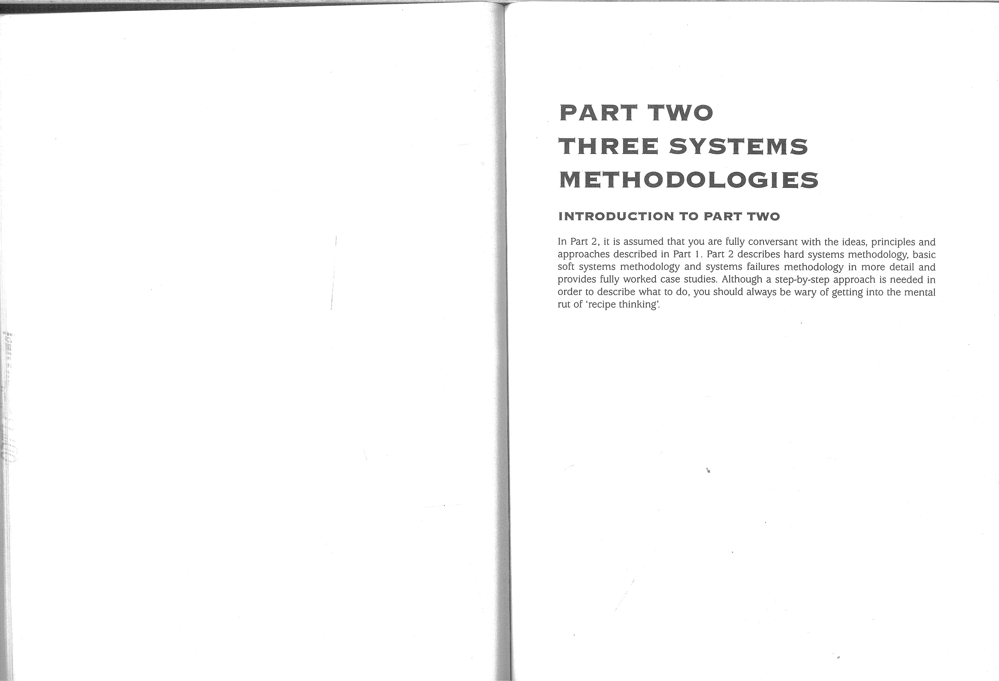 PART TWO
THREE SYSTEMS
METHODOLOGIES
INTRODUCTION TO PART TWO
In Part 2, it is assumed that you are fully conversant with the ideas, principles and
approaches described in Part 1. Part 2 describes hard systems methodology, basic
soft systems methodology and systems failures methodology in more detail and
provides fully worked case studies. Although a step-by-step approach is needed in
order to describe what to do, you should always be wary of getting into the mental
rut of ‘recipe thinking’.